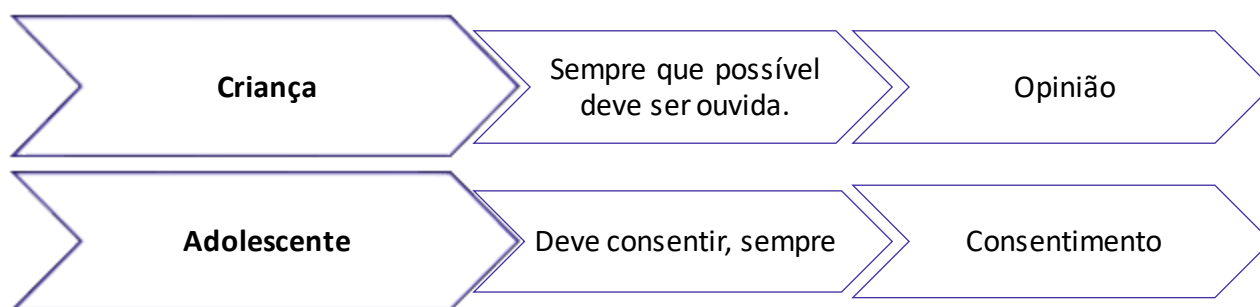 Criança
Sempre que possível
deve ser ouvida.
Opinião
Adolescente
Deve consentir, sempre
Consentimento